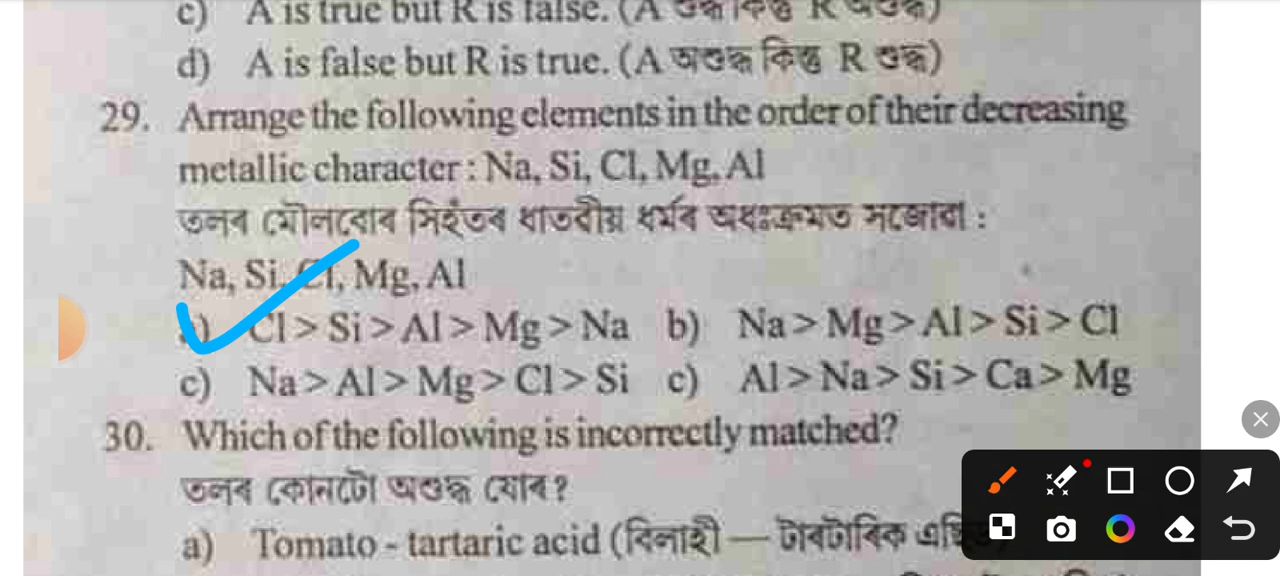 c) A is true but R is false. (A শুদ্ধ কিন্তু R অশুদ্ধ)
d) A is false but R is true. (A অশুদ্ধ কিন্তু R শুদ্ধ)
29. Arrange the following elements in the order of their decreasing
metallic character : Na, Si, Cl, Mg, Al
তলৰ মৌলবোৰ সিহঁতৰ ধাতবীয় ধৰ্মৰ অধঃক্ৰমত সজোৱা :
Na, Si, Cl, Mg, Al
Cl > Si > Al > Mg > Na b) Na > Mg > Al > Si > Cl
c) Na > Al > Mg > Cl > Si c) Al > Na > Si > Ca > Mg
30. Which of the following is incorrectly matched?
তলৰ কোনটো অশুদ্ধ যোৰ?
a) Tomato - tartaric acid (বিলাহী — টাৰটাৰিক